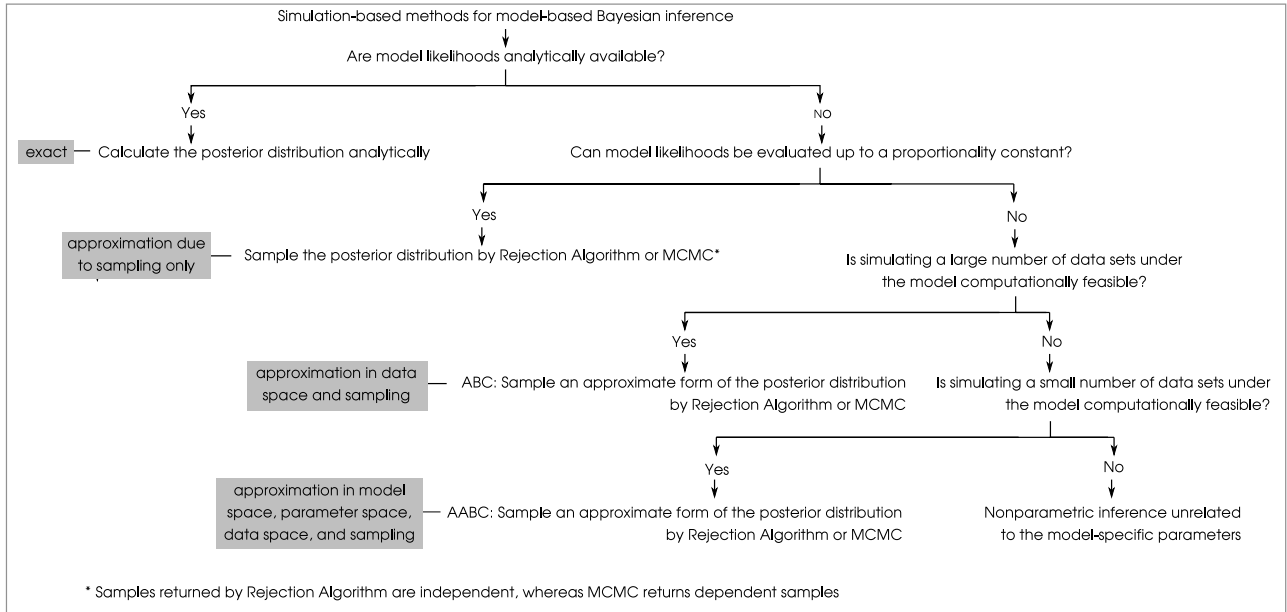 Simulation-based methods for model-based Bayesian inference
Are model likelihoods analytically available?
Yes
No
exact
Calculate the posterior distribution analytically
Can model likelihoods be evaluated up to a proportionality constant?
Yes
No
approximation due
to sampling only
Sample the posterior distribution by Rejection Algorithm or MCMC*
Is simulating a large number of data sets under
the model computationally feasible?
Yes
No
approximation in data
space and sampling
ABC: Sample an approximate form of the posterior distribution
by Rejection Algorithm or MCMC
Is simulating a small number of data sets under
the model computationally feasible?
Yes
No
approximation in model
space, parameter space,
data space, and sampling
AABC: Sample an approximate form of the posterior distribution
by Rejection Algorithm or MCMC
Nonparametric inference unrelated
to the model-specific parameters
* Samples returned by Rejection Algorithm are independent, whereas MCMC returns dependent samples